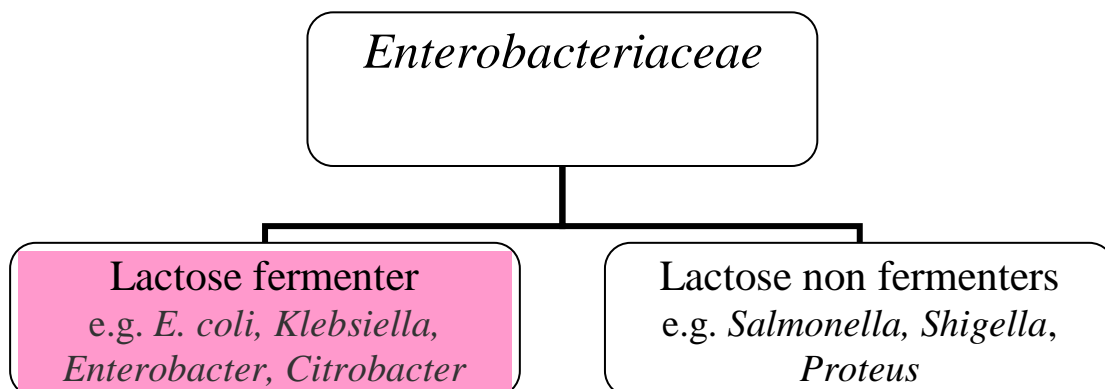 Enterobacteriaceae
Lactose fermenter
e.g. E. coli, Klebsiella,
Enterobacter, Citrobacter
Lactose non fermenters
e.g. Salmonella, Shigella,
Proteus